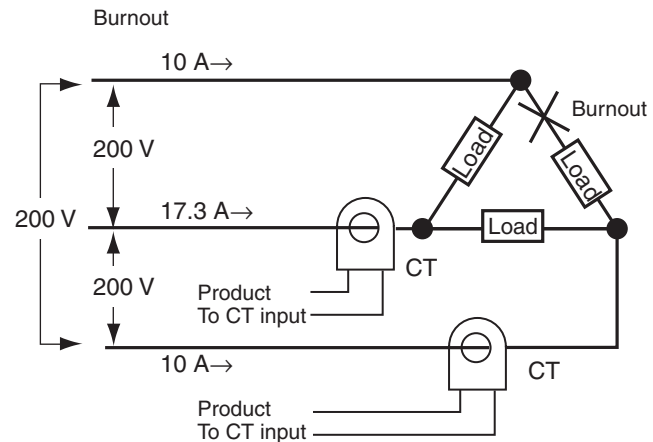 Burnout
10 A→
Burnout
200 V
Load
Load
200 V
17.3 A→
Load
CT
200 V
Product
To CT input
10 A→
CT
Product
To CT input